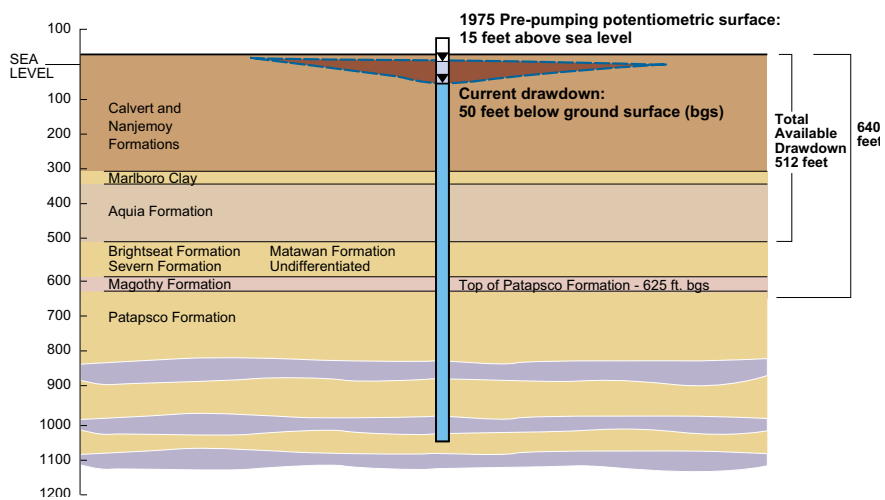 1975 Pre-pumping potentiometric surface:
15 feet above sea level
100
SEA
LEVEL
100
200
300
400
500
600
700
800
900
1000
1100
1200
Current drawdown:
50 feet below ground surface (bgs)
Calvert and
Nanjemoy
Formations
Total
Available
Drawdown
512 feet
640
feet
Marlboro Clay
Aquia Formation
Brightseat Formation
Severn Formation
Matawan Formation
Undifferentiated
Magothy Formation
Top of Patapsco Formation - 625 ft. bgs
Patapsco Formation